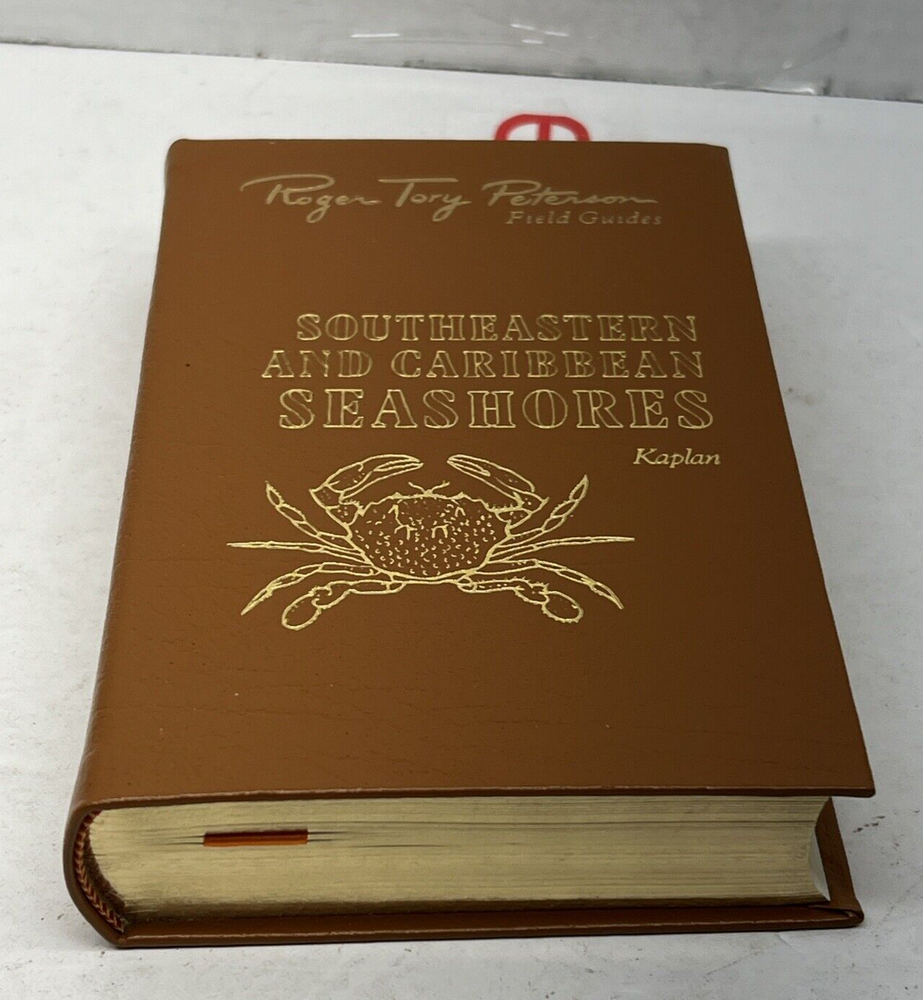 Roger Tory Peterson
Field Guides
SOUTHEASTERN
AND CARIBBEAN
SEASHORES
Kaplan